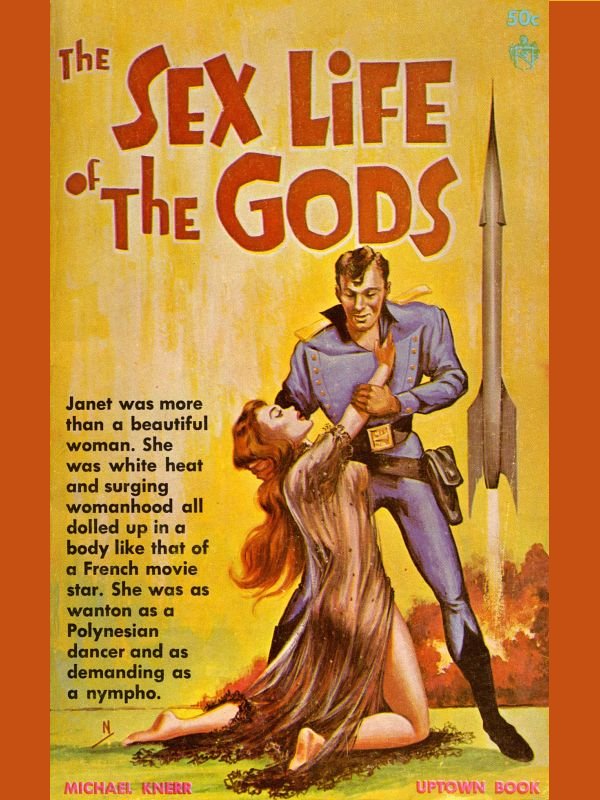 50c
The
SEX LiFE
of THE GODS
Janet was more
than a beautiful
woman. She
was white heat
and surging
womanhood all
dolled up in a
body like that of
a French movie
star. She was as
wanton as a
Polynesian
dancer and as
demanding as
a nympho.
N
MICHAEL KNERR
UPTOWN BOOK